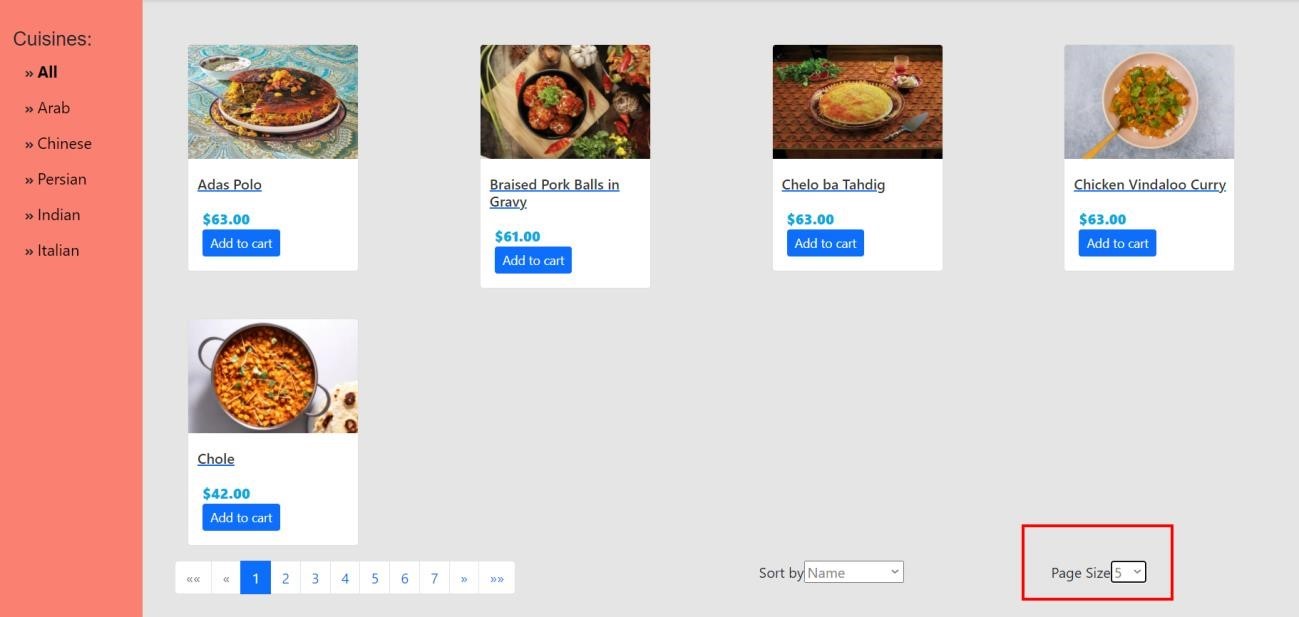 Cuisines:
» All
» Arab
» Chinese
» Persian
» Indian
» Italian
Adas Polo
$63.00
Add to cart
Braised Pork Balls in
Gravy
$61.00
Add to cart
Chelo ba Tahdig
$63.00
Add to cart
Chicken Vindaloo Curry
$63.00
Add to cart
Chole
$42.00
Add to cart
«« « 1 2 3 4 5 6 7 » »»
Sort by Name
Page Size 5